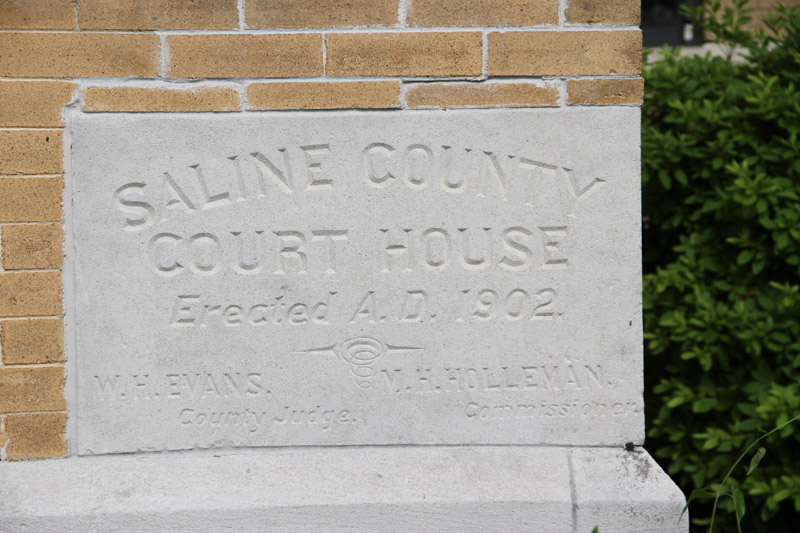 SALINE COUNTY
COURT HOUSE
Erected A.D. 1902.
W.H. EVANS.
County Judge.
M.H. HOLLEMAN.
Commissioner.